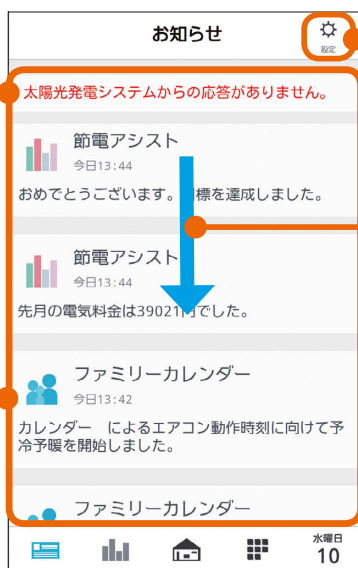 お知らせ
設定
太陽光発電システムからの応答がありません。
節電アシスト
今日13:44
おめでとうございます。 標を達成しました。
節電アシスト
今日13:44
先月の電気料金は39021 でした。
ファミリーカレンダー
今日13:42
カレンダー によるエアコン動作時刻に向けて予
冷予暖を開始しました。
ファミリーカレンダー
水曜日
10